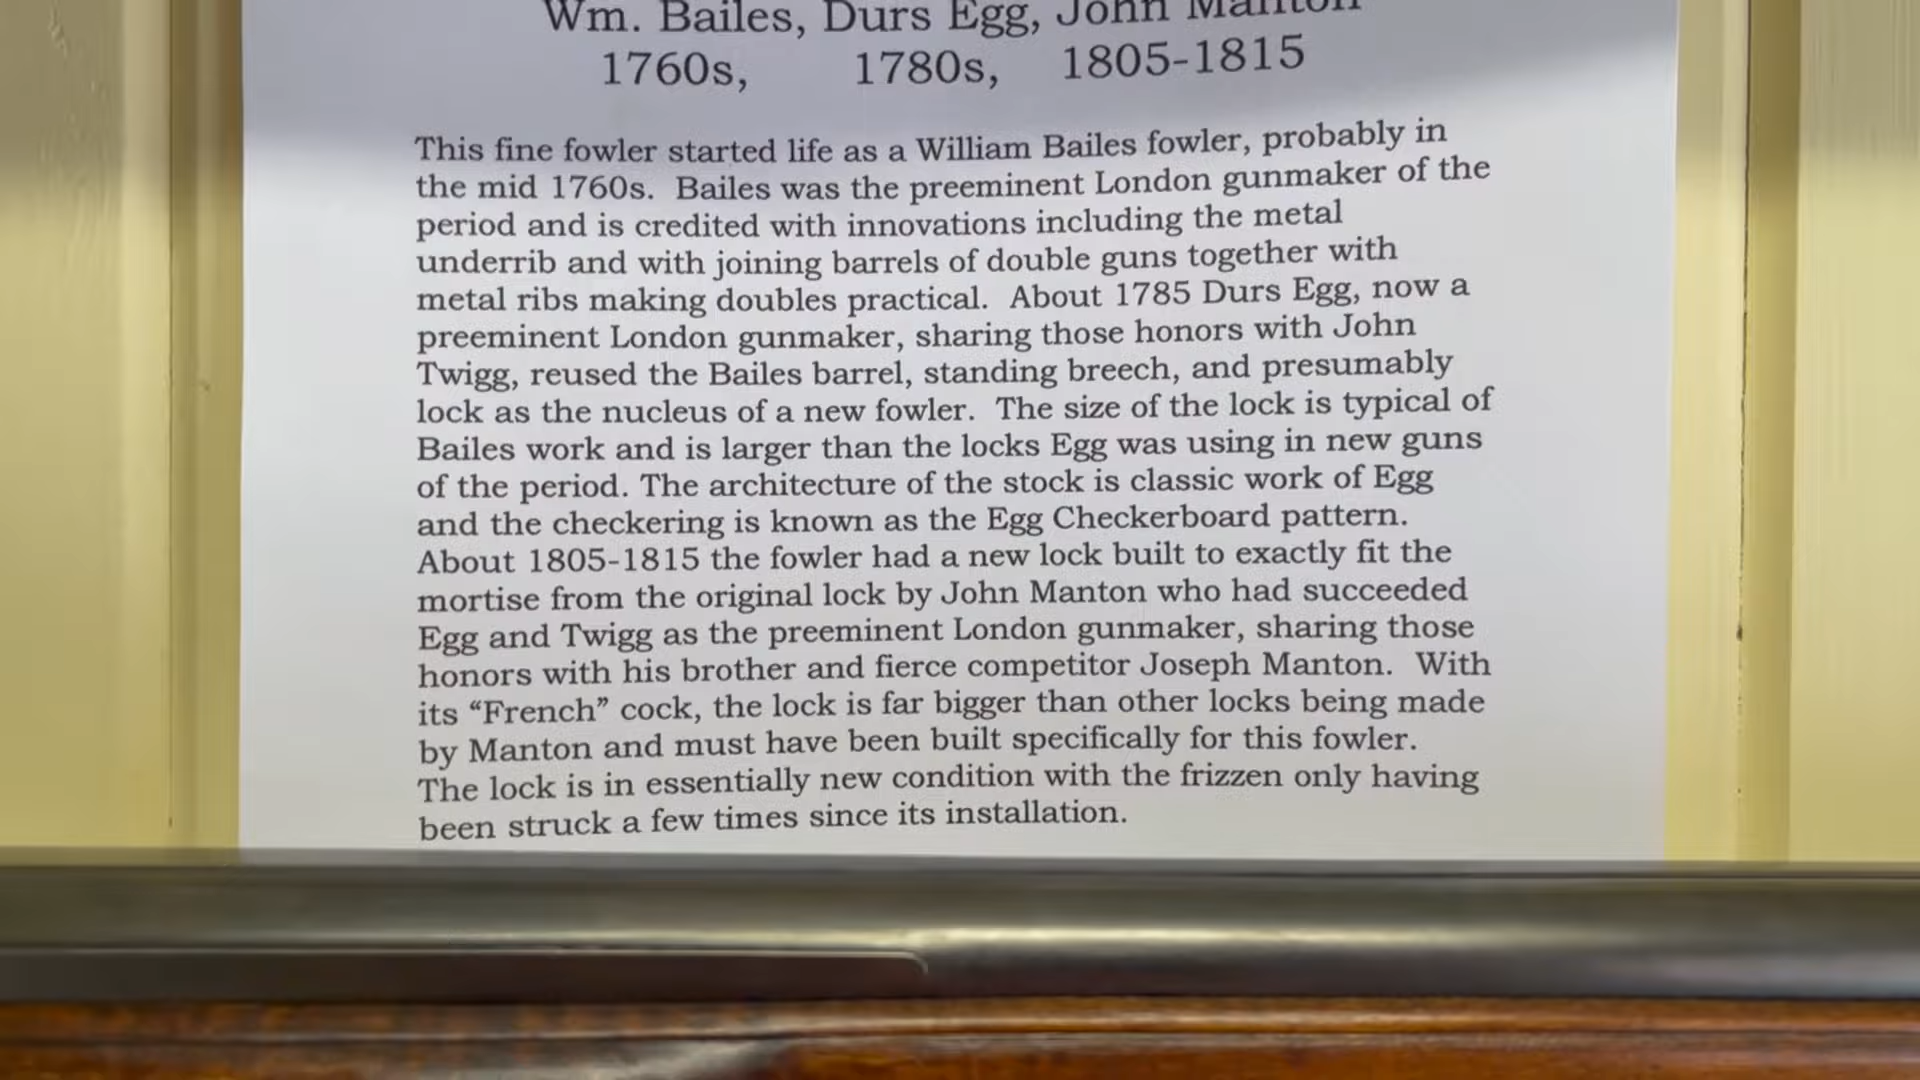 Wm. Bailes, Durs Egg, John Manton
1760s, 1780s, 1805-1815
This fine fowler started life as a William Bailes fowler, probably in
the mid 1760s. Bailes was the preeminent London gunmaker of the
period and is credited with innovations including the metal
underrib and with joining barrels of double guns together with
metal ribs making doubles practical. About 1785 Durs Egg, now a
preeminent London gunmaker, sharing those honors with John
Twigg, reused the Bailes barrel, standing breech, and presumably
lock as the nucleus of a new fowler. The size of the lock is typical of
Bailes work and is larger than the locks Egg was using in new guns
of the period. The architecture of the stock is classic work of Egg
and the checkering is known as the Egg Checkerboard pattern.
About 1805-1815 the fowler had a new lock built to exactly fit the
mortise from the original lock by John Manton who had succeeded
Egg and Twigg as the preeminent London gunmaker, sharing those
honors with his brother and fierce competitor Joseph Manton. With
its “French” cock, the lock is far bigger than other locks being made
by Manton and must have been built specifically for this fowler.
The lock is in essentially new condition with the frizzen only having
been struck a few times since its installation.